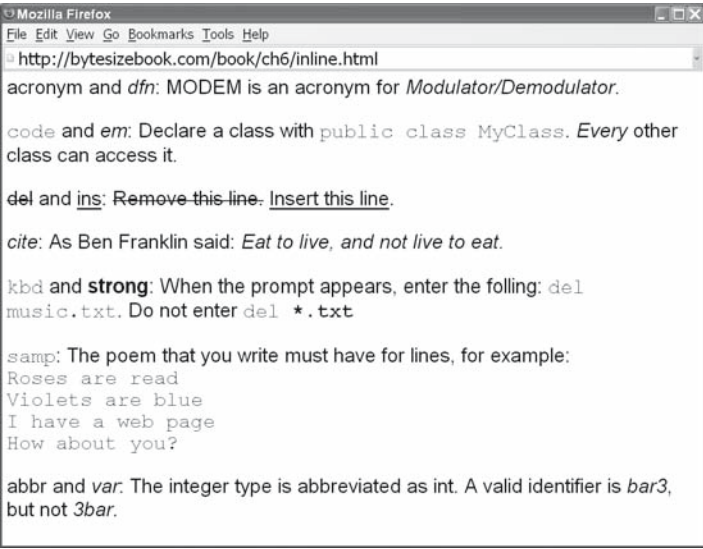 Mozilla Firefox
File Edit View Go Bookmarks Tools Help
http://bytesizebook.com/book/ch6/inline.html
acronym and dfn: MODEM is an acronym for Modulator/Demodulator.
code and em: Declare a class with public class MyClass. Every other
class can access it.
del and ins: Remove this line. Insert this line.
cite: As Ben Franklin said: Eat to live, and not live to eat.
kbd and strong: When the prompt appears, enter the folling: del
music.txt. Do not enter del *.txt
samp: The poem that you write must have for lines, for example:
Roses are read
Violets are blue
I have a web page
How about you?
abbr and var: The integer type is abbreviated as int. A valid identifier is bar3,
but not 3bar.